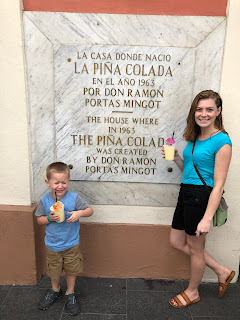 LA CASA DONDE NACIO
LA PIÑA COLADA
EN EL AÑO 1963
POR DON RAMON
PORTAS MINGOT
THE HOUSE WHERE
IN 1963
THE PIÑA COLADA
WAS CREATED
BY DON RAMON
PORTAS MINGOT